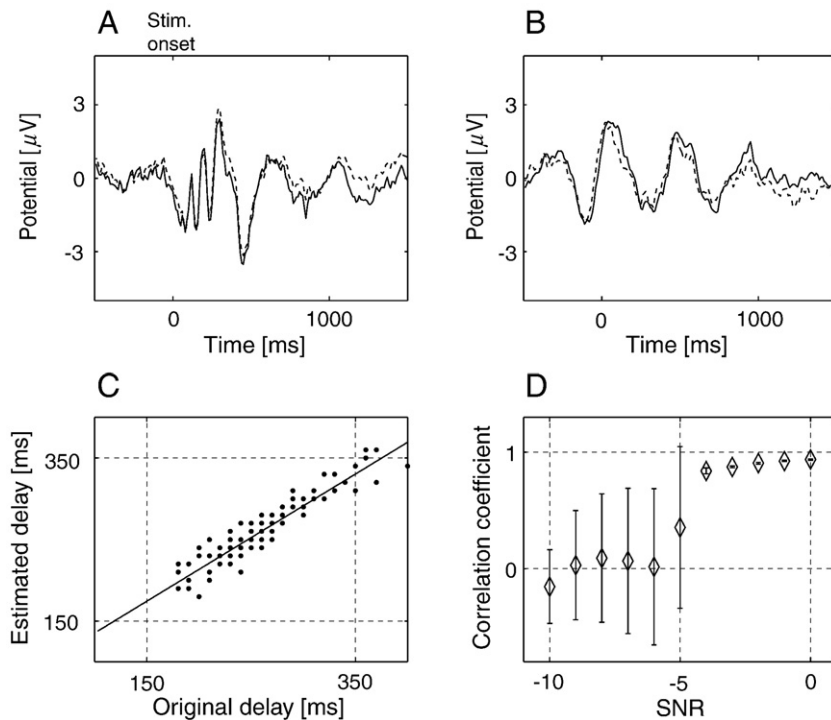 A
Stim.
onset
Potential [μV]
3
0
-3
0
1000
Time [ms]
B
Potential [μV]
3
0
-3
0
1000
Time [ms]
C
Estimated delay [ms]
350
150
150
350
Original delay [ms]
D
Correlation coefficient
1
0
-10
-5
0
SNR